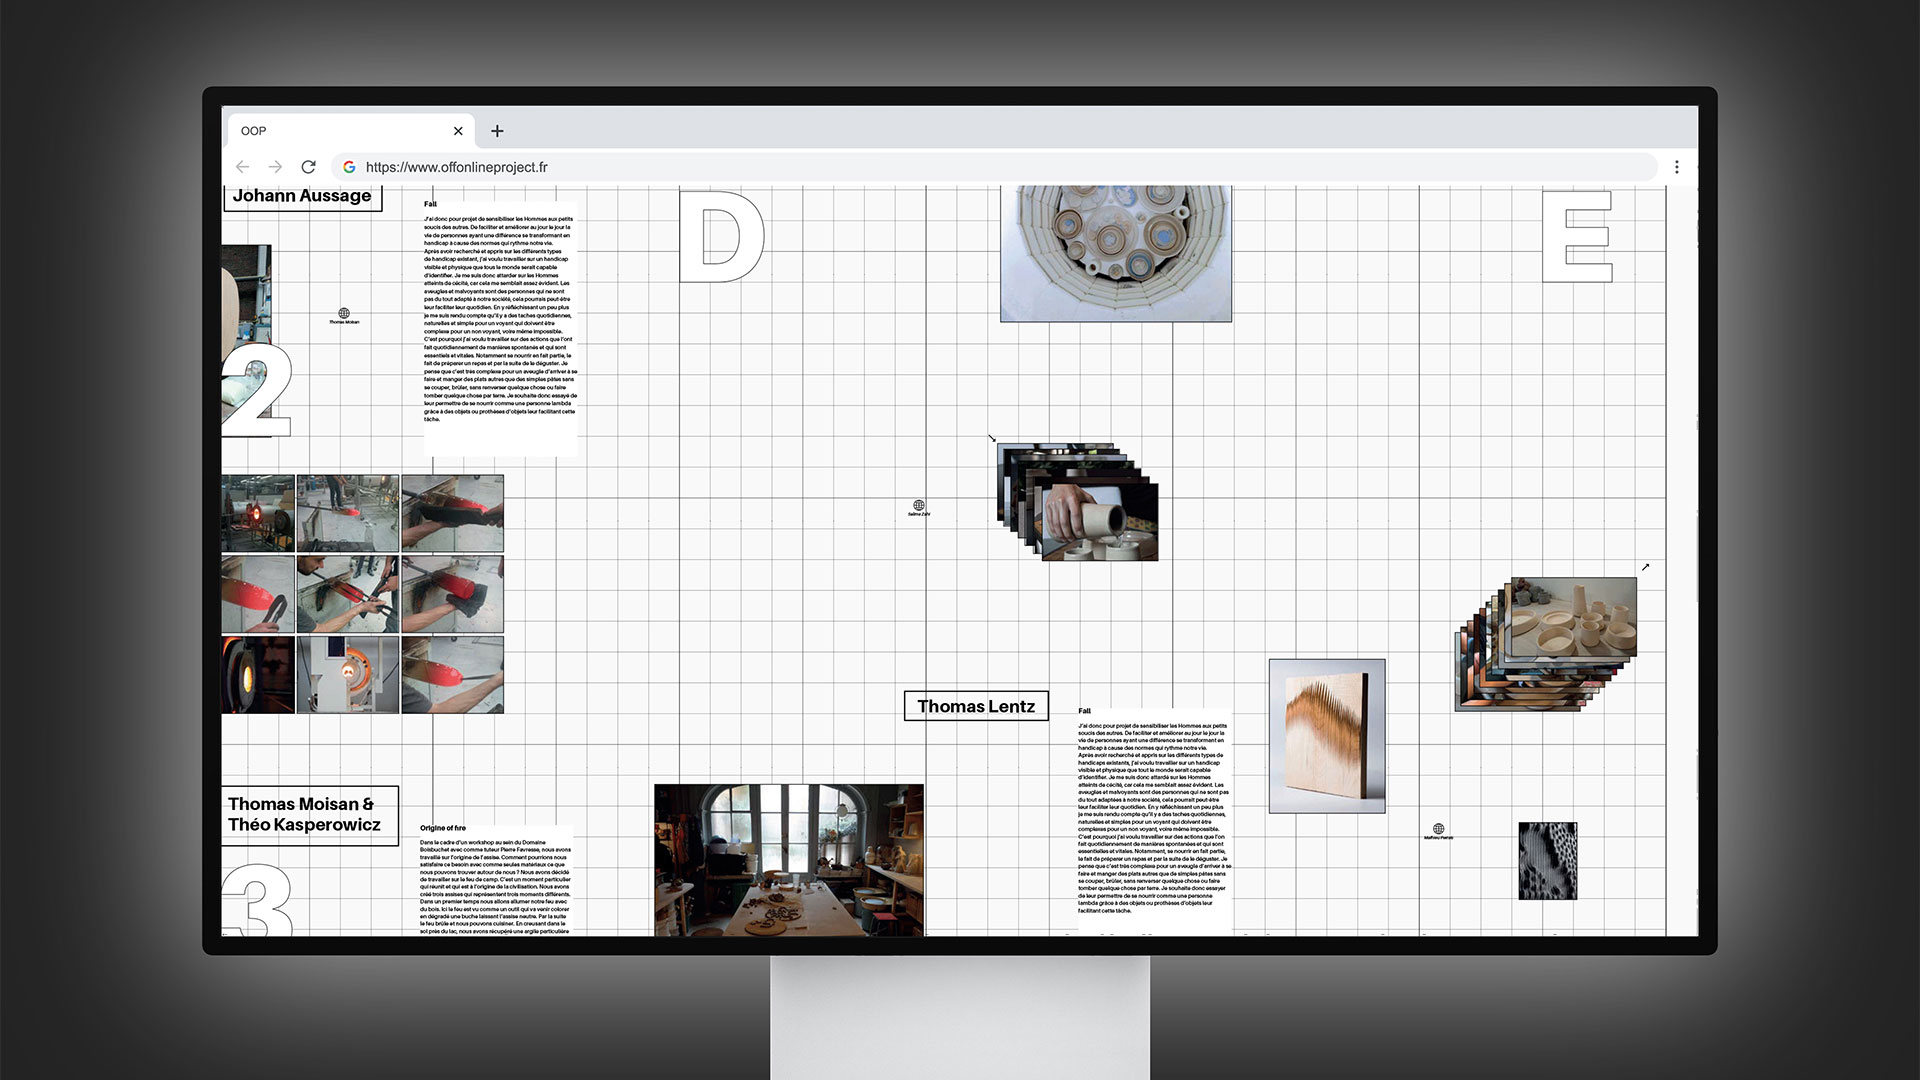 OOP
https://www.offonlineproject.fr
Johann Aussage
Fall
J'ai donc pour projet de sensibiliser les Hommes aux petits
soucis des autres. De faciliter et améliorer au jour le jour la
vie de personnes ayant une différence se transformant en
handicap à cause des normes qui rythme notre vie.
Après avoir recherché et appris sur les différents types
de handicap existant, j'ai voulu travailler sur un handicap
visible et physique que tous le monde serait capable
d'identifier. Je me suis donc attarder sur les Hommes
atteints de cécité, car cela me semblait assez évident. Les
aveugles et malvoyants sont des personnes qui ne sont
pas du tout adapté à notre société, cela pourrais peut-être
leur faciliter leur quotidien. En y réfléchissant un peu plus
je me suis rendu compte qu'il y a des taches quotidiennes,
naturelles et simple pour un voyant qui doivent être
complexe pour un non voyant, voire même impossible.
C'est pourquoi j'ai voulu travailler sur des actions que l'ont
fait quotidiennement de manières spontanés et qui sont
essentiels et vitales. Notamment se nourrir en fait partie, le
fait de préparer un repas et par la suite de le déguster. Je
pense que c'est très complexe pour un aveugle d'arriver à se
faire et manger des plats autres que des simples pâtes sans
se couper, brûler, sans renverser quelque chose ou faire
tomber quelque chose par terre. Je souhaite donc essayé de
leur permettre de se nourrir comme une personne lambda
grâce à des objets ou prothèses d'objets leur facilitant cette
tâche.
D
E
Thomas Moisan
2
Salima Zahi
Thomas Lentz
Fall
J'ai donc pour projet de sensibiliser les Hommes aux petits
soucis des autres. De faciliter et améliorer au jour le jour la
vie de personnes ayant une différence se transformant en
handicap à cause des normes qui rythme notre vie.
Après avoir recherché et appris sur les différents types de
handicaps existants, j'ai voulu travailler sur un handicap
visible et physique que tout le monde serait capable
d'identifier. Je me suis donc attardé sur les Hommes
atteints de cécité, car cela me semblait assez évident. Les
aveugles et malvoyants sont des personnes qui ne sont pas
du tout adaptées à notre société, cela pourrait peut-être
leur faciliter leur quotidien. En y réfléchissant un peu plus
je me suis rendu compte qu'il y a des taches quotidiennes,
naturelles et simples pour un voyant qui doivent être
complexes pour un non voyant, voire même impossible.
C'est pourquoi j'ai voulu travailler sur des actions que l'on
fait quotidiennement de manières spontanées et qui sont
essentielles et vitales. Notamment, se nourrir en fait partie,
le fait de préparer un repas et par la suite de le déguster. Je
pense que c'est très complexe pour un aveugle d'arriver à se
faire et manger des plats autres que de simples pâtes sans
se couper, brûler, sans renverser quelque chose ou faire
tomber quelque chose par terre. Je souhaite donc essayer
de leur permettre de se nourrir comme une personne
lambda grâce à des objets ou prothèses d'objets leur
facilitant cette tâche.
Thomas Moisan &
Théo Kasperowicz
3
Origine of fire
Dans le cadre d'un workshop au sein du Domaine
Boisbuchet avec comme tuteur Pierre Favresse, nous avons
travaillé sur l'origine de l'assise. Comment pourrions nous
satisfaire ce besoin avec comme seules matériaux ce que
nous pouvons trouver autour de nous ? Nous avons décidé
de travailler sur le feu de camp. C'est un moment particulier
qui réunit et qui est à l'origine de la civilisation. Nous avons
créé trois assises qui représentent trois moments différents.
Dans un premier temps nous allons allumer notre feu avec
du bois. Ici le feu est vu comme un outil qui va venir colorer
en dégradé une buche laissant l'assise neutre. Par la suite
le feu brûle et nous pouvons cuisiner. En creusant dans le
sol près du lac, nous avons récupéré une argile particulière